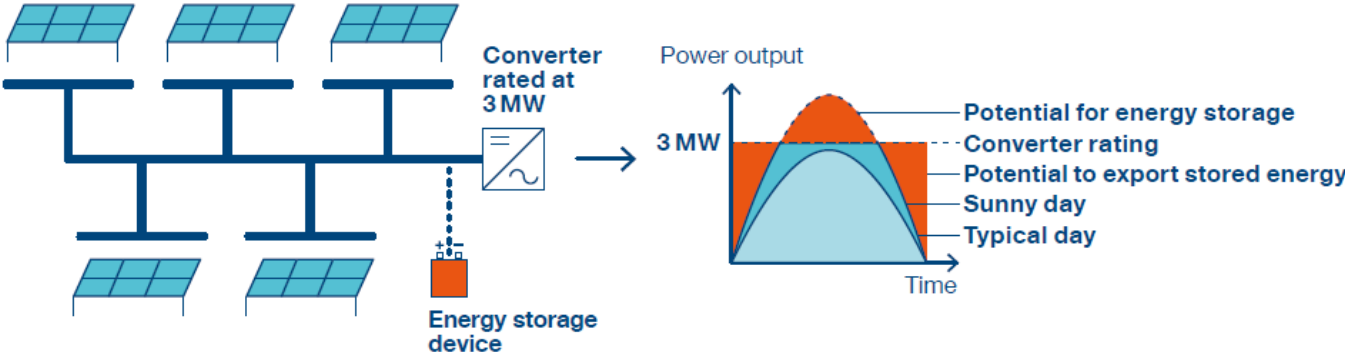 Converter
rated at
3 MW
Energy storage
device
+ –
Power output
3 MW
Potential for energy storage
Converter rating
Potential to export stored energy
Sunny day
Typical day
Time